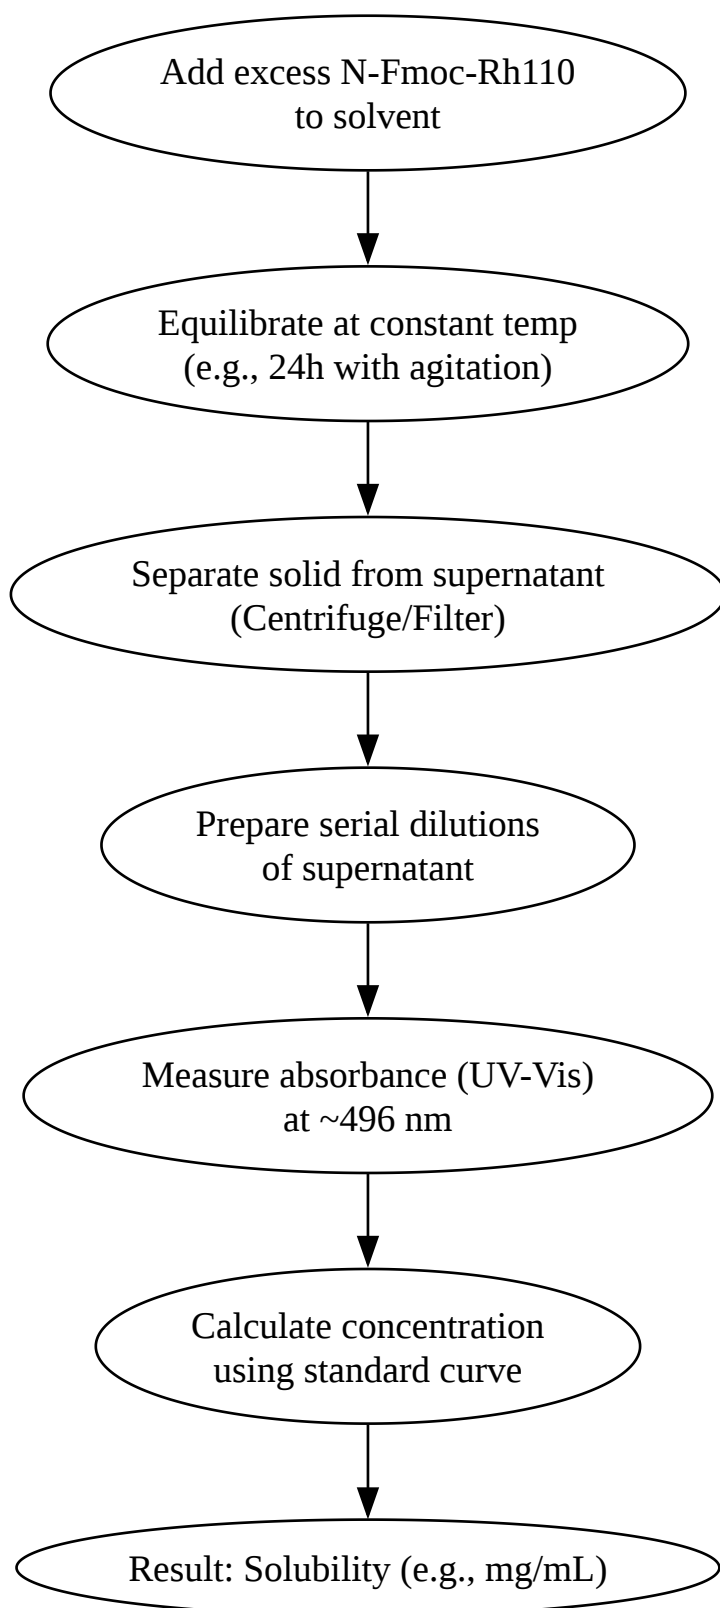 Add excess N-Fmoc-Rh110
to solvent
Equilibrate at constant temp
(e.g., 24h with agitation)
Separate solid from supernatant
(Centrifuge/Filter)
Prepare serial dilutions
of supernatant
Measure absorbance (UV-Vis)
at ~496 nm
Calculate concentration
using standard curve
Result: Solubility (e.g., mg/mL)